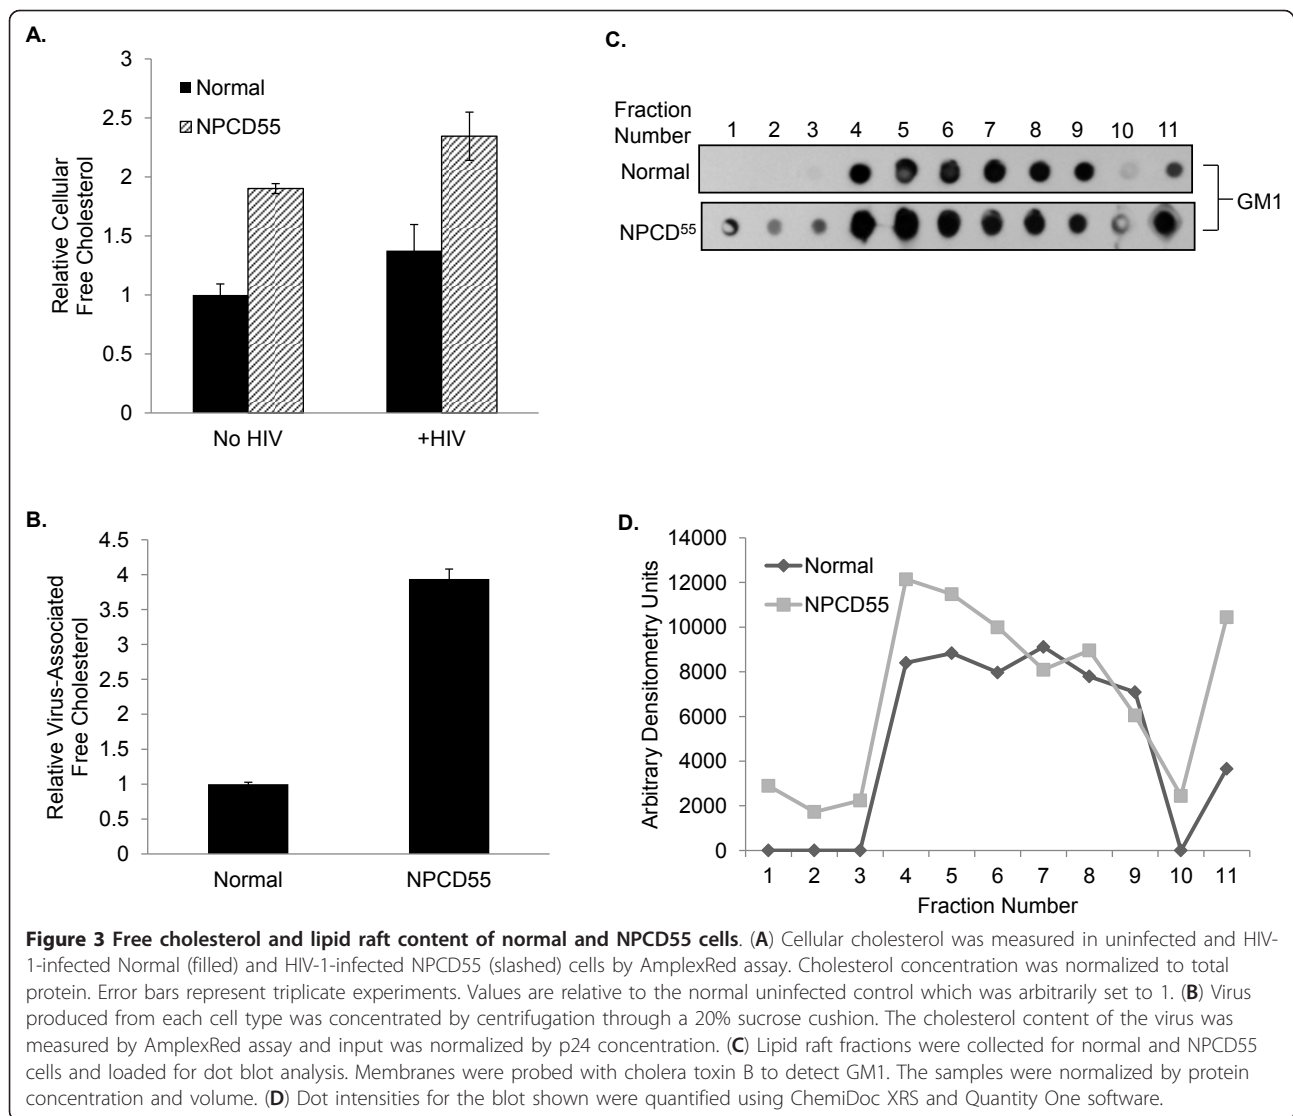 A.
3
2.5
2
1.5
1
0.5
0
Relative Cellular
Free Cholesterol
Normal
NPCD55
No HIV
+HIV
B.
4.5
4
3.5
3
2.5
2
1.5
1
0.5
0
Relative Virus-Associated
Free Cholesterol
Normal
NPCD55
C.
Fraction
Number
1 2 3 4 5 6 7 8 9 10 11
Normal
NPCD55
GM1
D.
14000
12000
10000
8000
6000
4000
2000
0
Arbitrary Densitometry Units
Normal
NPCD55
1 2 3 4 5 6 7 8 9 10 11
Fraction Number
Figure 3 Free cholesterol and lipid raft content of normal and NPCD55 cells. (A) Cellular cholesterol was measured in uninfected and HIV-
1-infected Normal (filled) and HIV-1-infected NPCD55 (slashed) cells by AmplexRed assay. Cholesterol concentration was normalized to total
protein. Error bars represent triplicate experiments. Values are relative to the normal uninfected control which was arbitrarily set to 1. (B) Virus
produced from each cell type was concentrated by centrifugation through a 20% sucrose cushion. The cholesterol content of the virus was
measured by AmplexRed assay and input was normalized by p24 concentration. (C) Lipid raft fractions were collected for normal and NPCD55
cells and loaded for dot blot analysis. Membranes were probed with cholera toxin B to detect GM1. The samples were normalized by protein
concentration and volume. (D) Dot intensities for the blot shown were quantified using ChemiDoc XRS and Quantity One software.